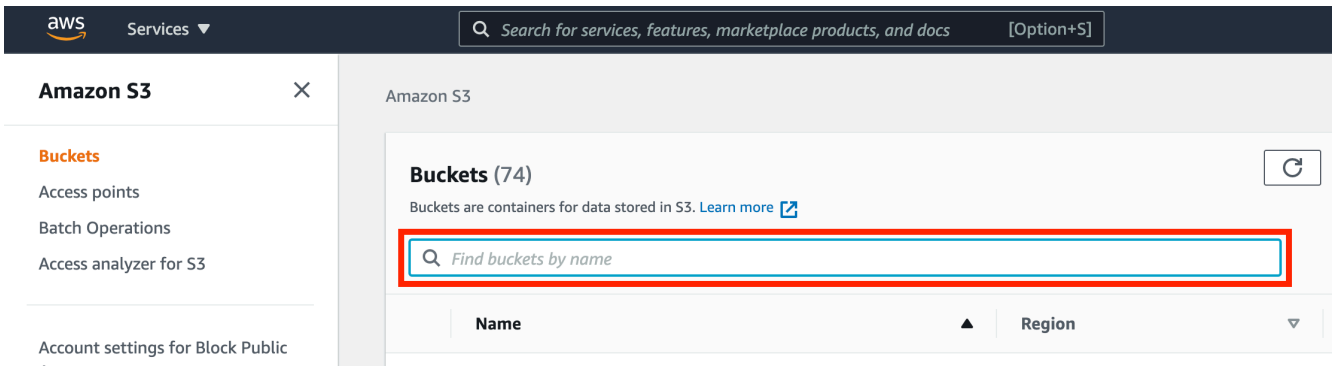 aws
Services ▼
Search for services, features, marketplace products, and docs [Option+S]
Amazon S3
Buckets
Access points
Batch Operations
Access analyzer for S3
Account settings for Block Public
Amazon S3
Buckets (74)
Buckets are containers for data stored in S3. Learn more
Find buckets by name
Name Region